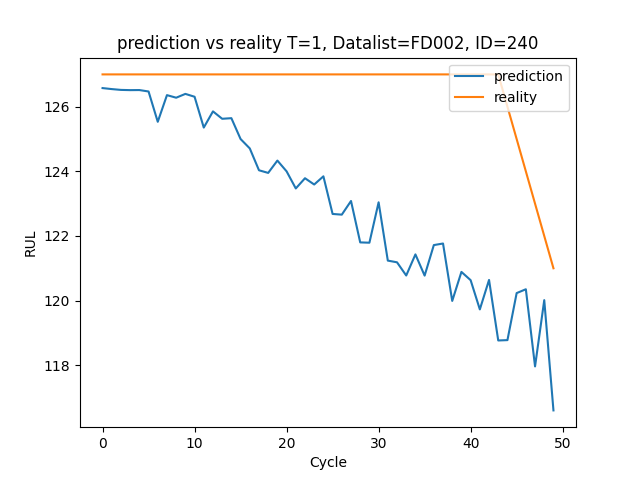 prediction vs reality T=1, Datalist=FD002, ID=240
prediction
reality
126
124
122
120
118
RUL
0 10 20 30 40 50
Cycle